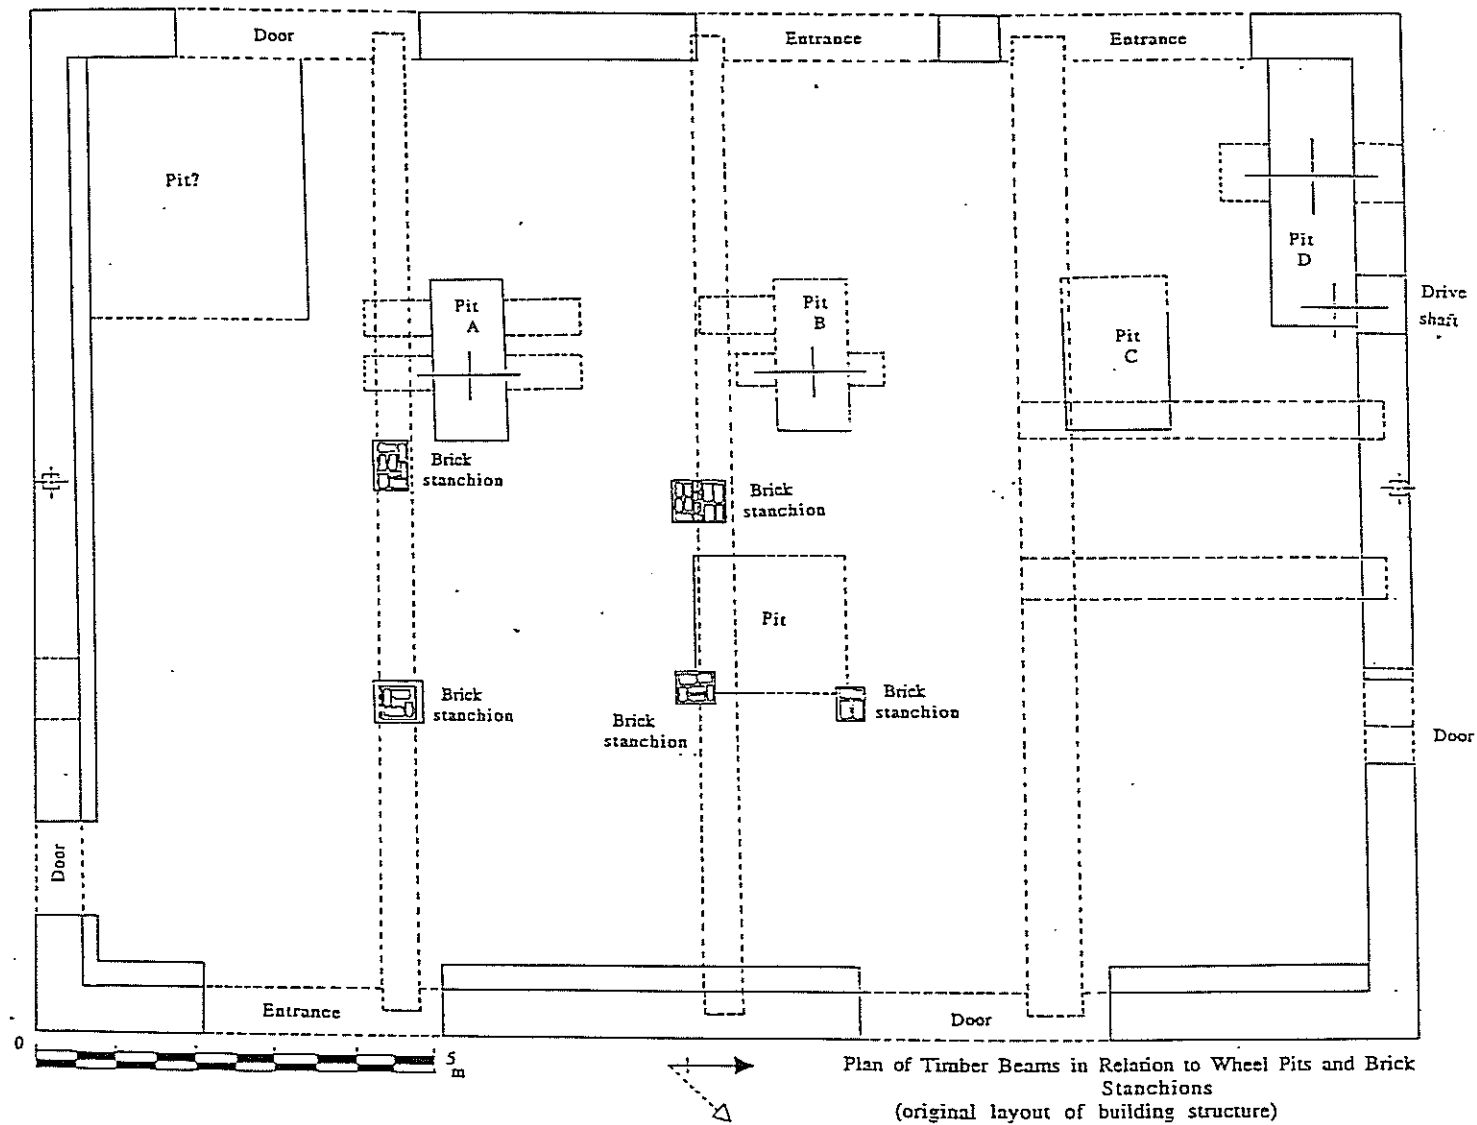 Door
Entrance
Entrance
Pit?
Pit
A
Pit
B
Pit
C
Pit
D
Drive
shaft
Brick
stanchion
Brick
stanchion
Pit
Brick
stanchion
Brick
stanchion
Brick
stanchion
Door
Door
Entrance
Door
0
5
m
Plan of Timber Beams in Relation to Wheel Pits and Brick
Stanchions
(original layout of building structure)